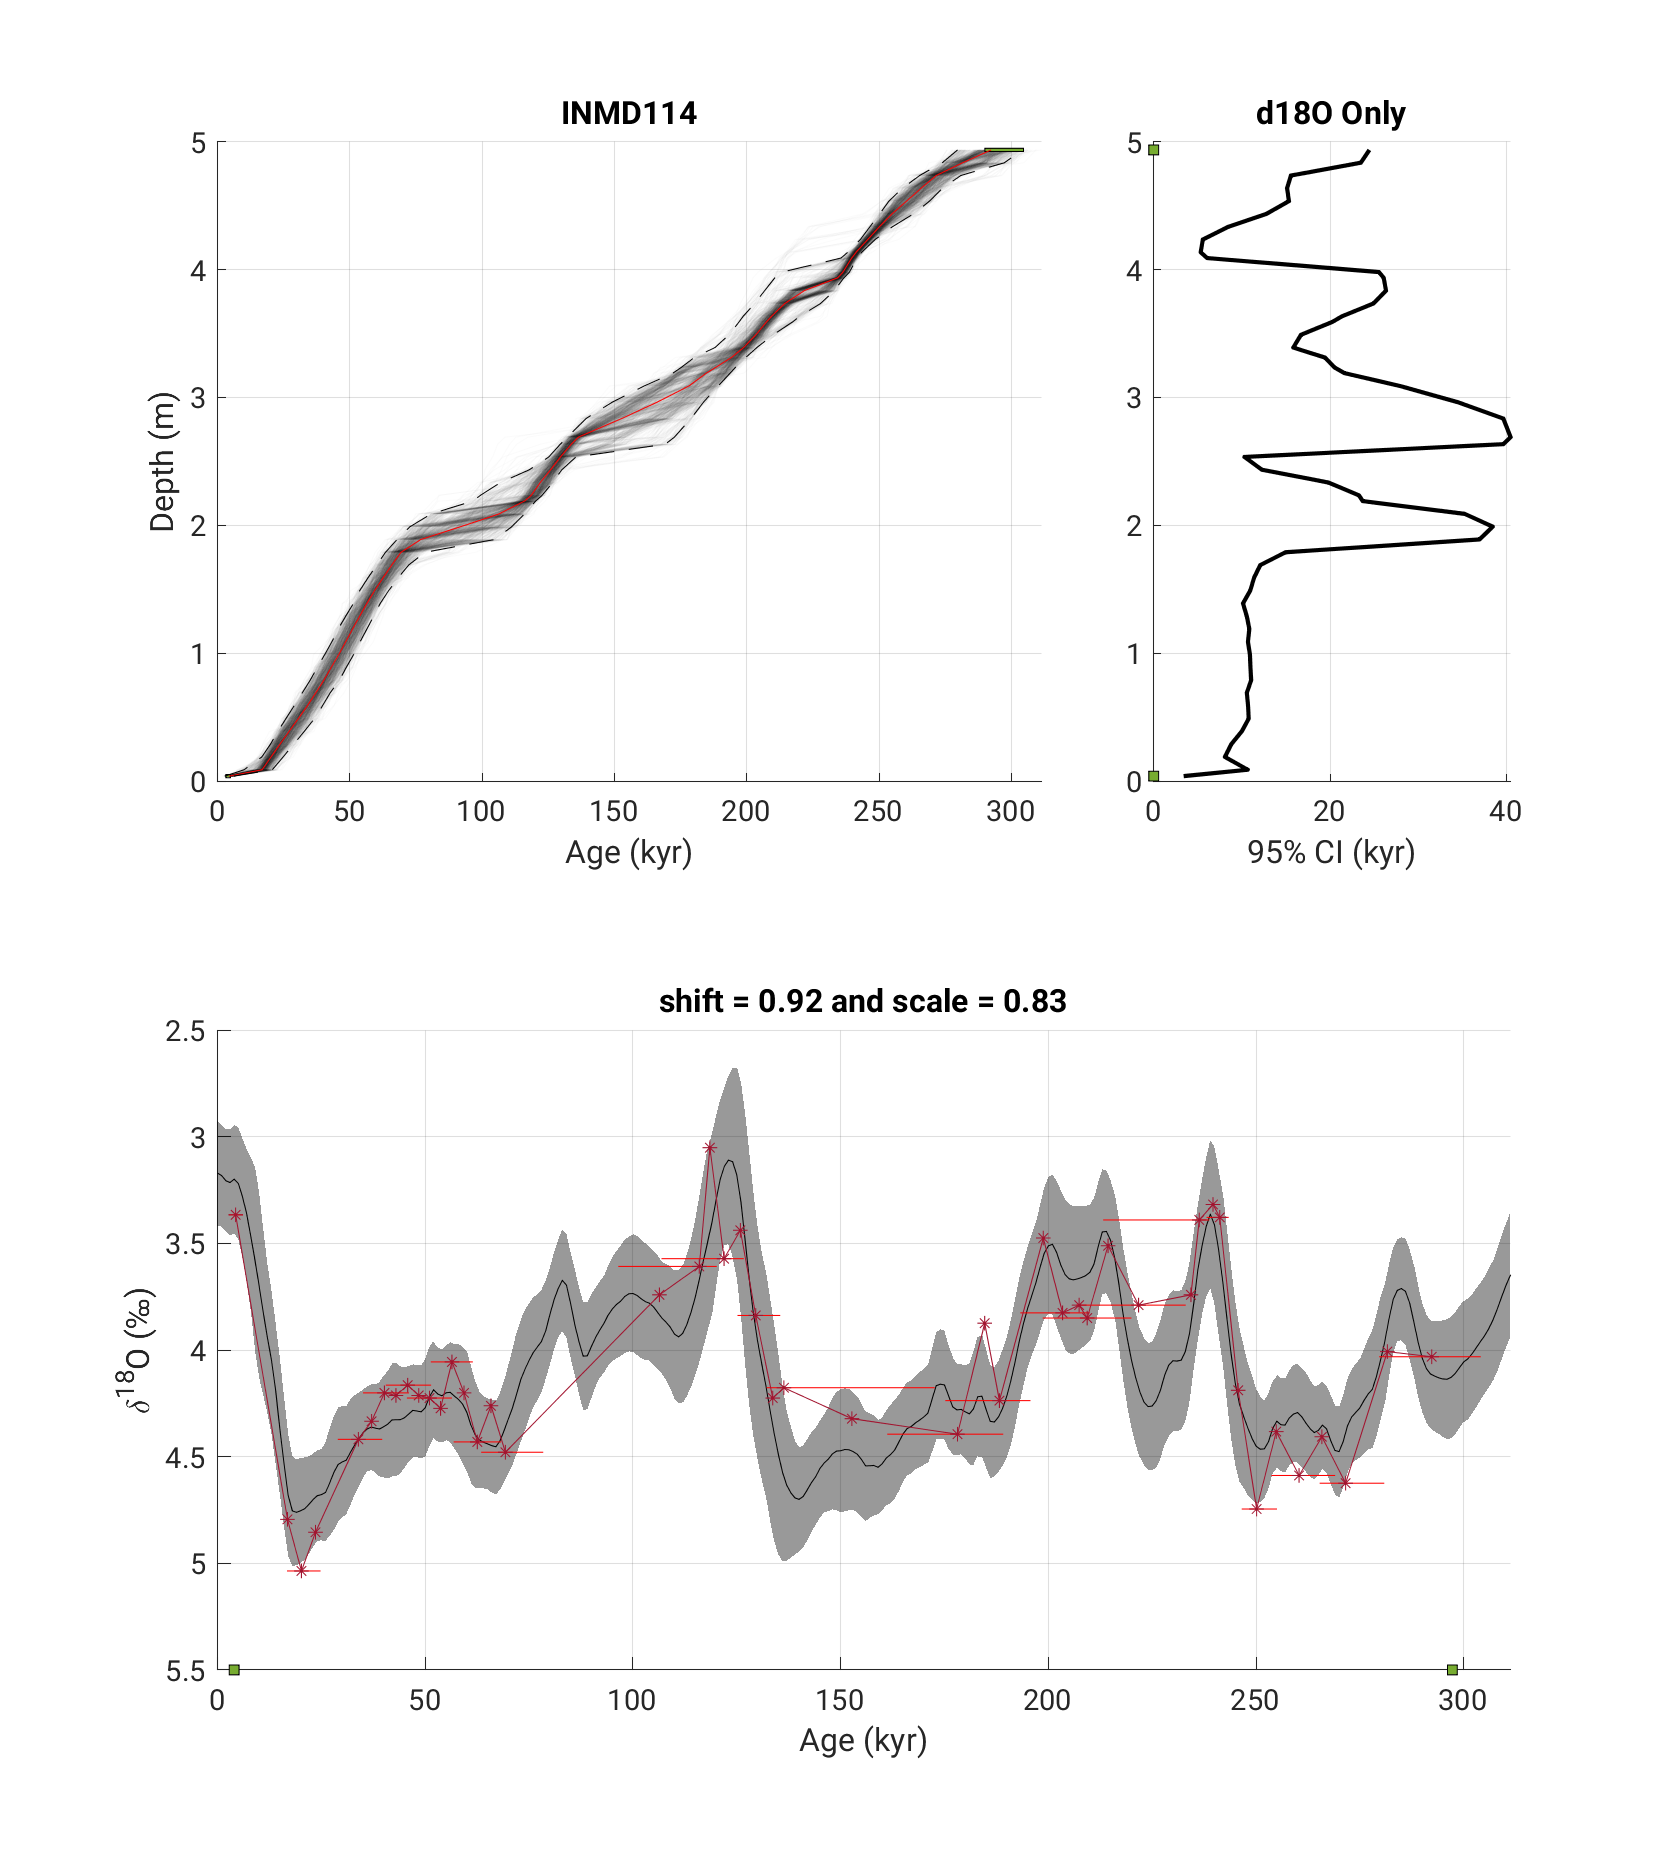 INMD114
5
4
3
2
1
0
Depth (m)
0 50 100 150 200 250 300
Age (kyr)
d18O Only
5
4
3
2
1
0
0 20 40
95% CI (kyr)
shift = 0.92 and scale = 0.83
2.5
3
3.5
4
4.5
5
5.5
δ18O (‰)
0 50 100 150 200 250 300
Age (kyr)